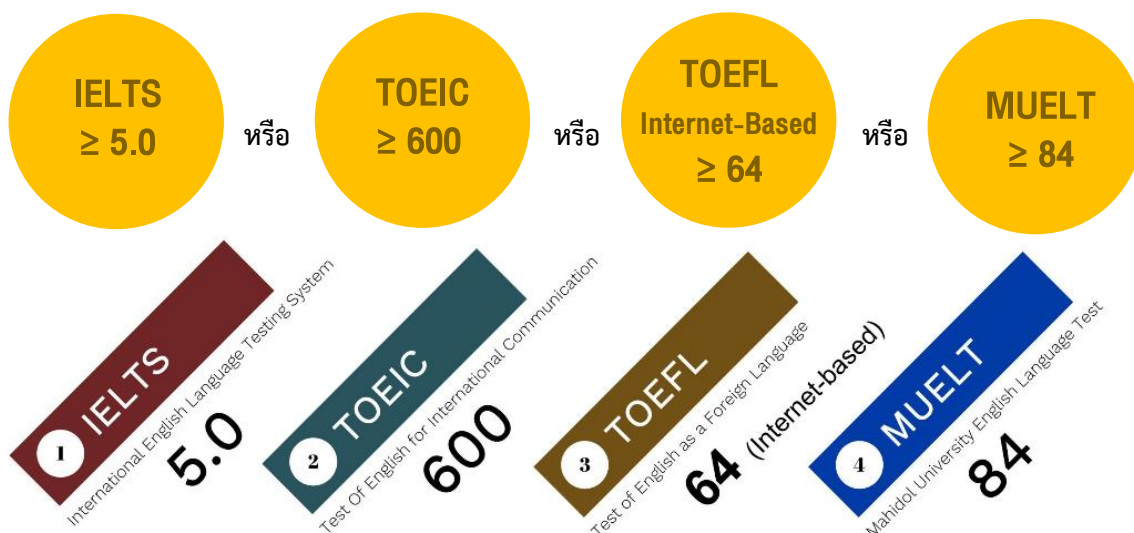 IELTS
≥ 5.0
หรือ
TOEIC
≥ 600
หรือ
TOEFL
Internet-Based
≥ 64
หรือ
MUELT
≥ 84
1 IELTS
International English Language Testing System
5.0
2 TOEIC
Test Of English for International Communication
600
3 TOEFL
Test of English as a Foreign Language
64 (Internet-based)
4 MUELT
Mahidol University English Language Test
84